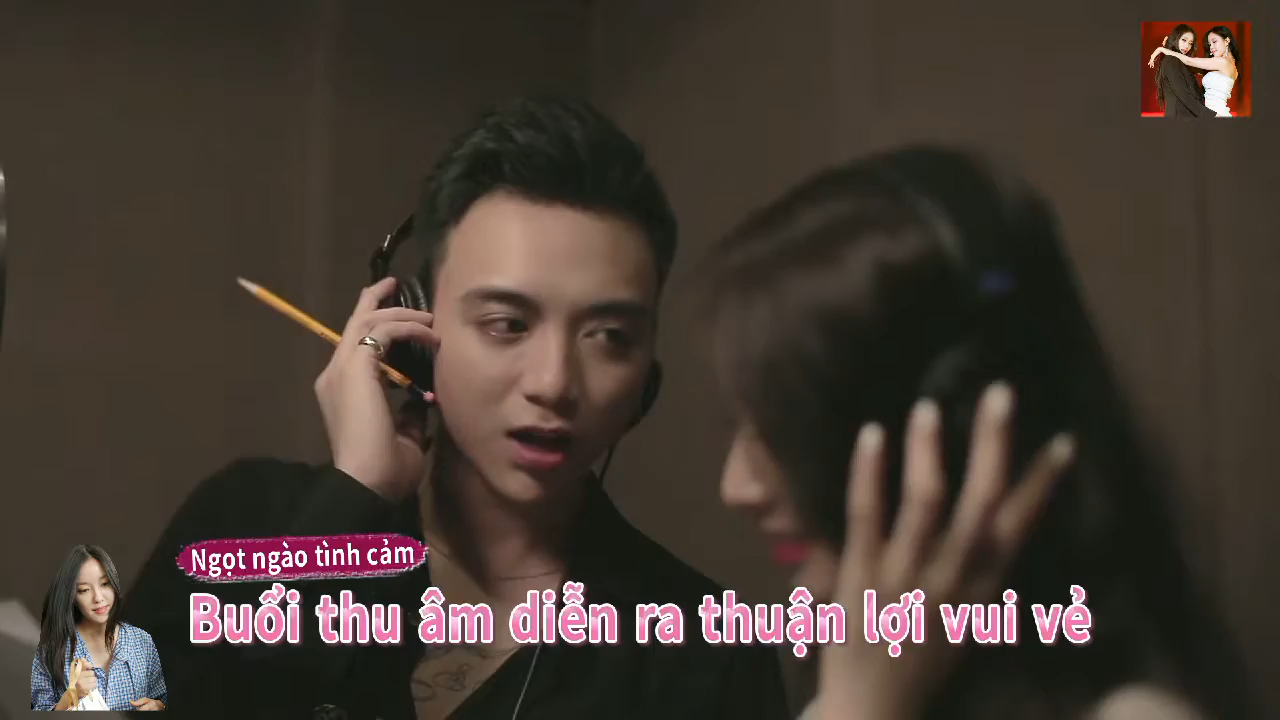 Ngọt ngào tình cảm
Buổi thu âm diễn ra thuận lợi vui vẻ